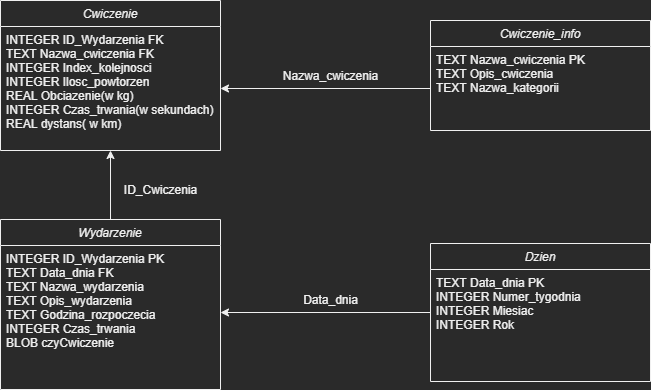 Cwiczenie
INTEGER ID_Wydarzenia FK
TEXT Nazwa_cwiczenia FK
INTEGER Index_kolejnosci
INTEGER Ilosc_powtorzen
REAL Obciazenie(w kg)
INTEGER Czas_trwania(w sekundach)
REAL dystans( w km)
Nazwa_cwiczenia
Cwiczenie_info
TEXT Nazwa_cwiczenia PK
TEXT Opis_cwiczenia
TEXT Nazwa_kategorii
ID_Cwiczenia
Wydarzenie
INTEGER ID_Wydarzenia PK
TEXT Data_dnia FK
TEXT Nazwa_wydarzenia
TEXT Opis_wydarzenia
TEXT Godzina_rozpoczecia
INTEGER Czas_trwania
BLOB czyCwiczenie
Data_dnia
Dzien
TEXT Data_dnia PK
INTEGER Numer_tygodnia
INTEGER Miesiac
INTEGER Rok